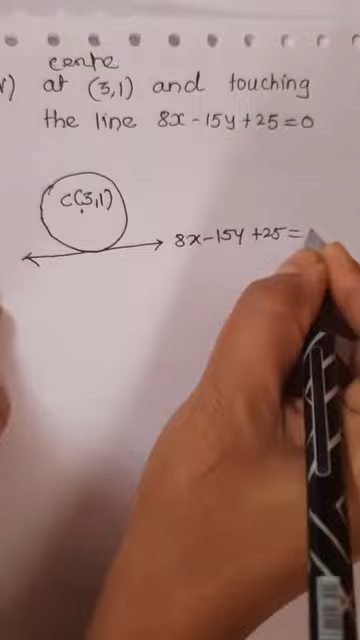 centre
v) at (3,1) and touching
the line 8x-15y+25=0
C(3,1)
8x-15y+25=